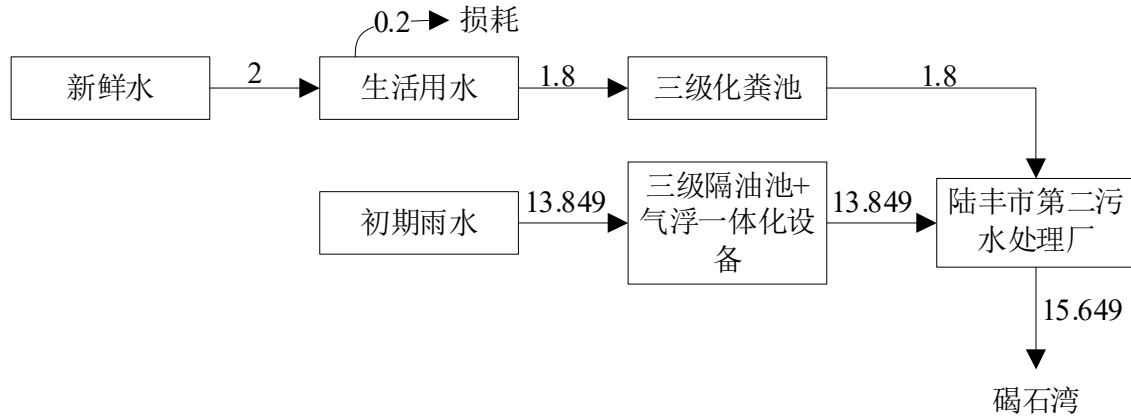 0.2
损耗
新鲜水
2
生活用水
1.8
三级化粪池
1.8
初期雨水
13.849
三级隔油池+
气浮一体化设
备
13.849
陆丰市第二污
水处理厂
15.649
碣石湾